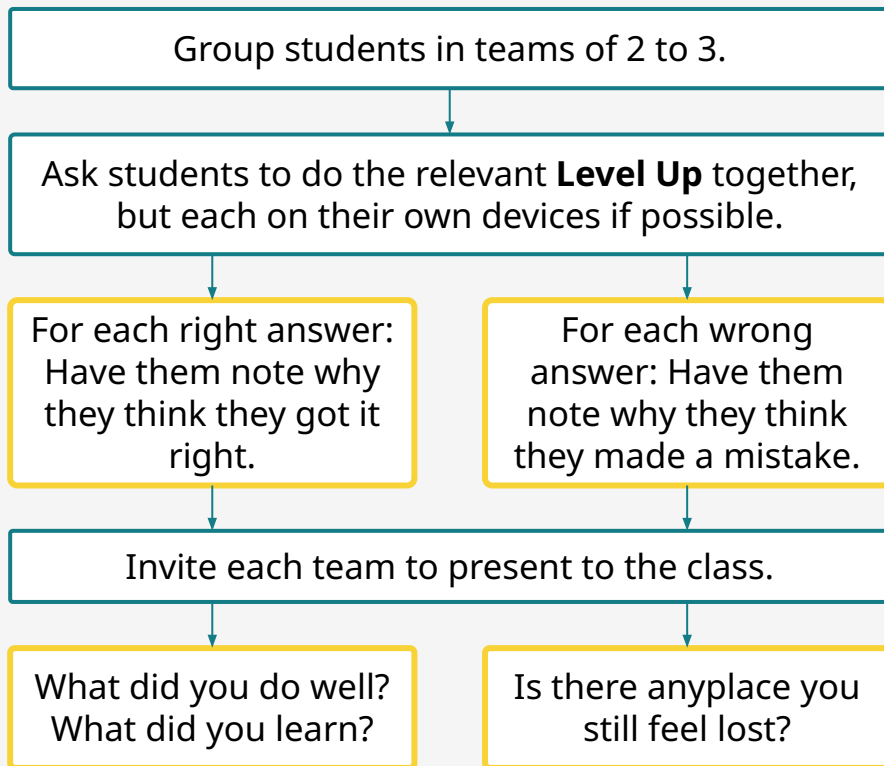 Group students in teams of 2 to 3.
Ask students to do the relevant Level Up together,
but each on their own devices if possible.
For each right answer:
Have them note why
they think they got it
right.
For each wrong
answer: Have them
note why they think
they made a mistake.
Invite each team to present to the class.
What did you do well?
What did you learn?
Is there anyplace you
still feel lost?